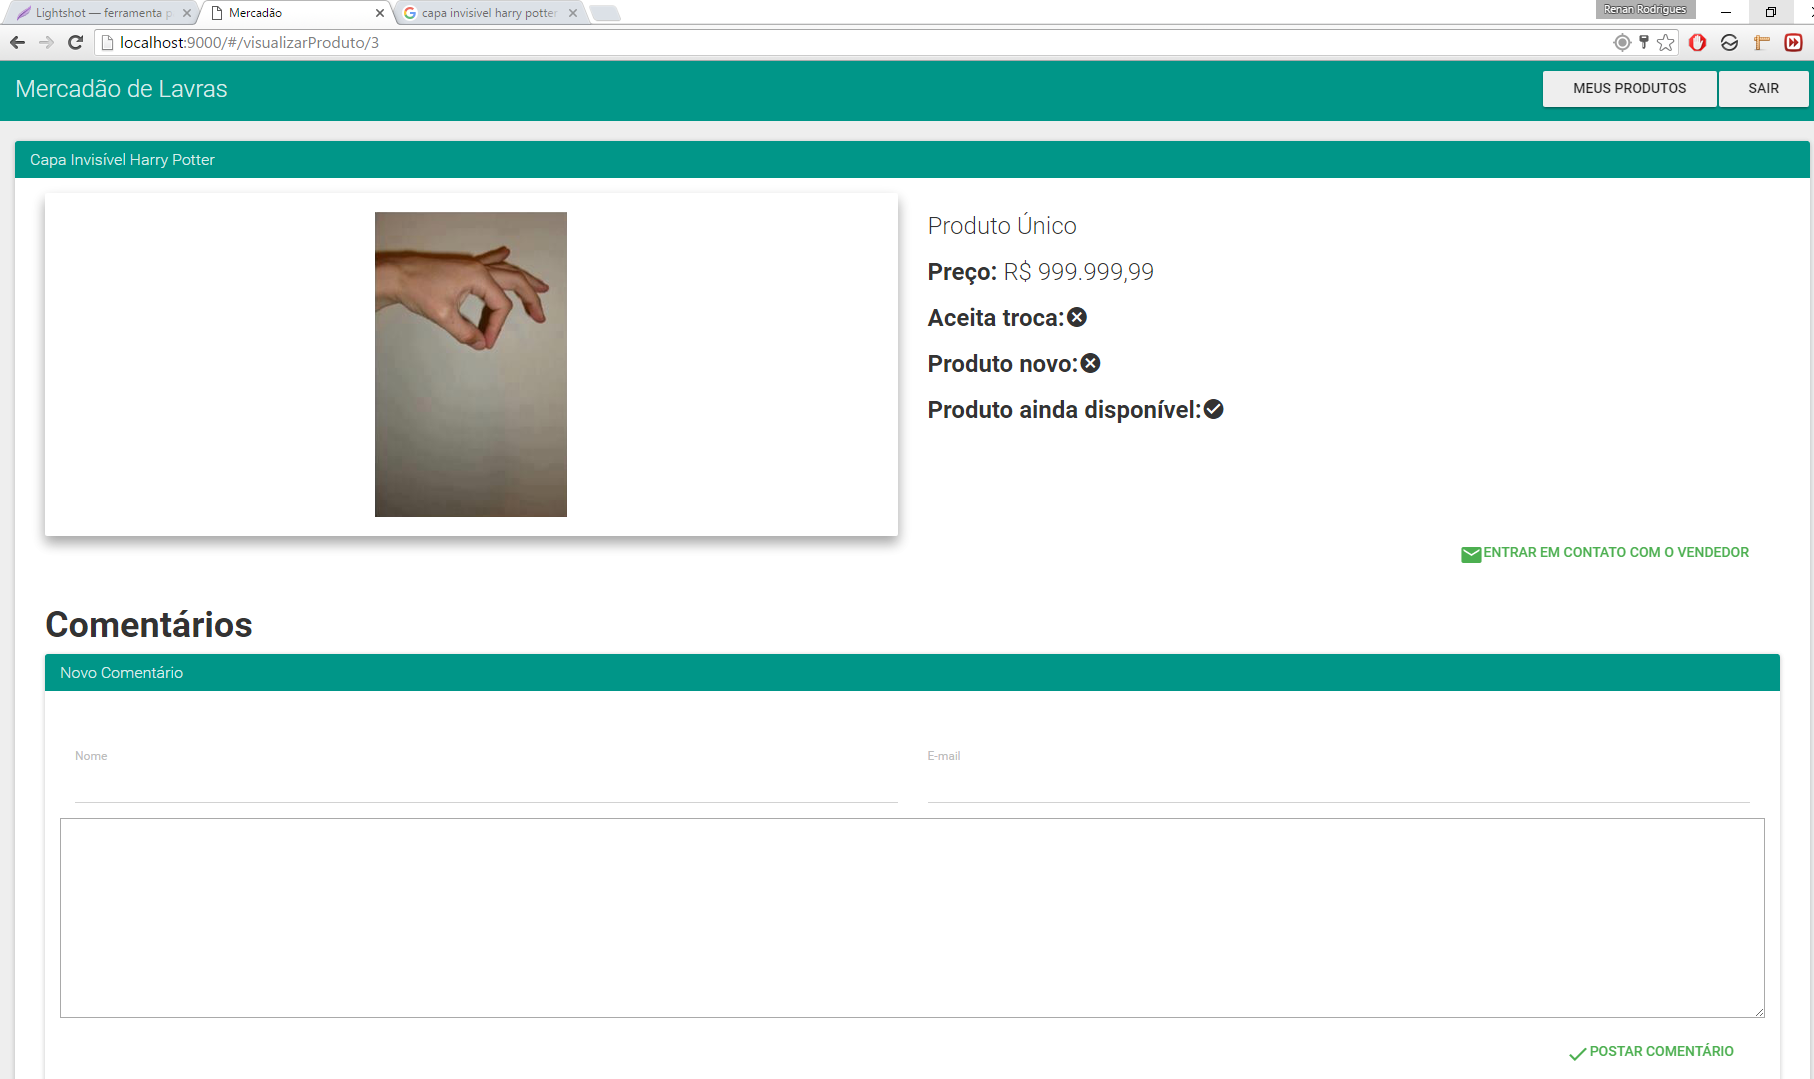 Lightshot — ferramenta p
Mercadão
capa invisivel harry potter
Renan Rodrigues
localhost:9000/#/visualizarProduto/3
Mercadão de Lavras
MEUS PRODUTOS
SAIR
Capa Invisível Harry Potter
Produto Único
Preço: R$ 999.999,99
Aceita troca:
Produto novo:
Produto ainda disponível:
ENTRAR EM CONTATO COM O VENDEDOR
Comentários
Novo Comentário
Nome
E-mail
POSTAR COMENTÁRIO